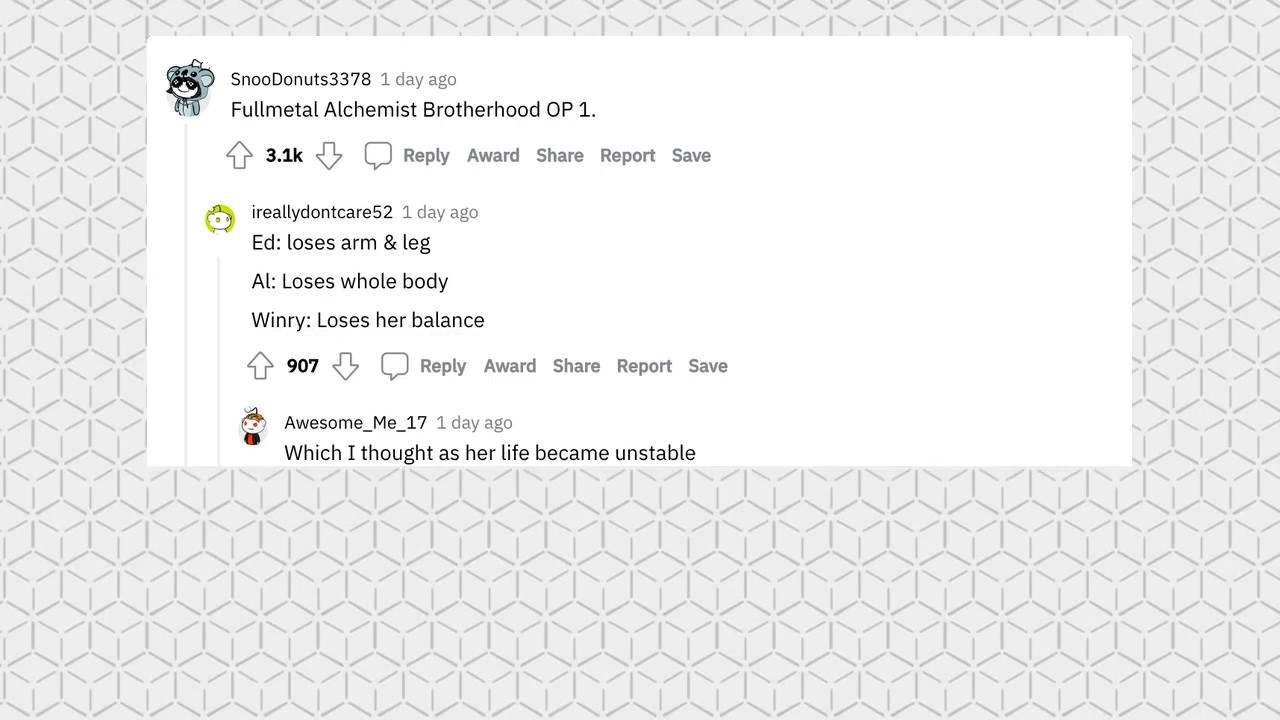 SnooDonuts3378 1 day ago
Fullmetal Alchemist Brotherhood OP 1.
3.1k Reply Award Share Report Save
ireallydontcare52 1 day ago
Ed: loses arm & leg
Al: Loses whole body
Winry: Loses her balance
907 Reply Award Share Report Save
Awesome_Me_17 1 day ago
Which I thought as her life became unstable